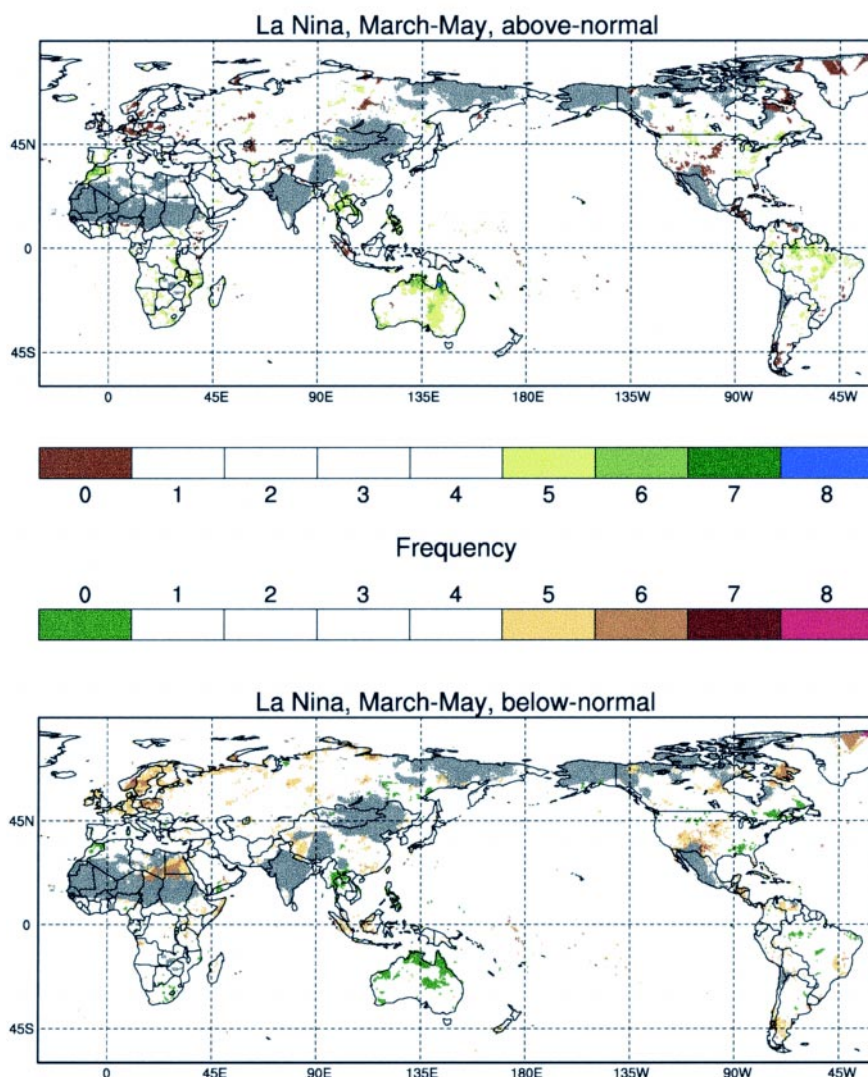 La Nina, March-May, above-normal
45N
0
45S
0 45E 90E 135E 180E 135W 90W 45W
0 1 2 3 4 5 6 7 8
Frequency
0 1 2 3 4 5 6 7 8
La Nina, March-May, below-normal
45N
0
45S
0 45E 90E 135E 180E 135W 90W 45W